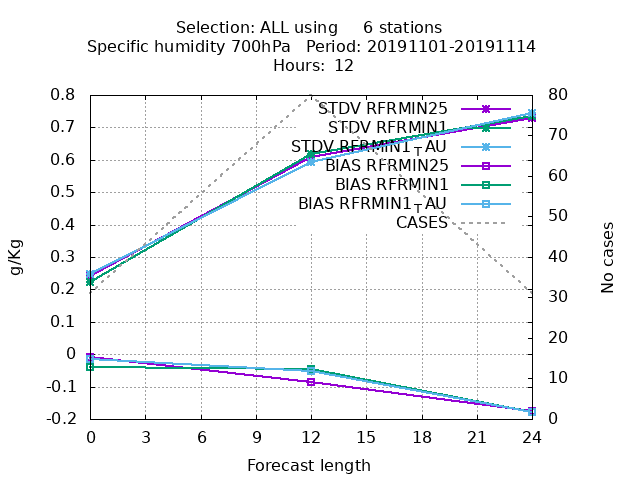 Selection: ALL using     6 stations
Specific humidity 700hPa   Period: 20191101-20191114
Hours: 12
0.8
0.7
0.6
0.5
0.4
0.3
0.2
0.1
0
-0.1
-0.2
g/Kg
STDV RFRMIN25
STDV RFRMIN1
STDV RFRMIN1_TAU
BIAS RFRMIN25
BIAS RFRMIN1
BIAS RFRMIN1_TAU
CASES
80
70
60
50
40
30
20
10
0
No cases
0 3 6 9 12 15 18 21 24
Forecast length